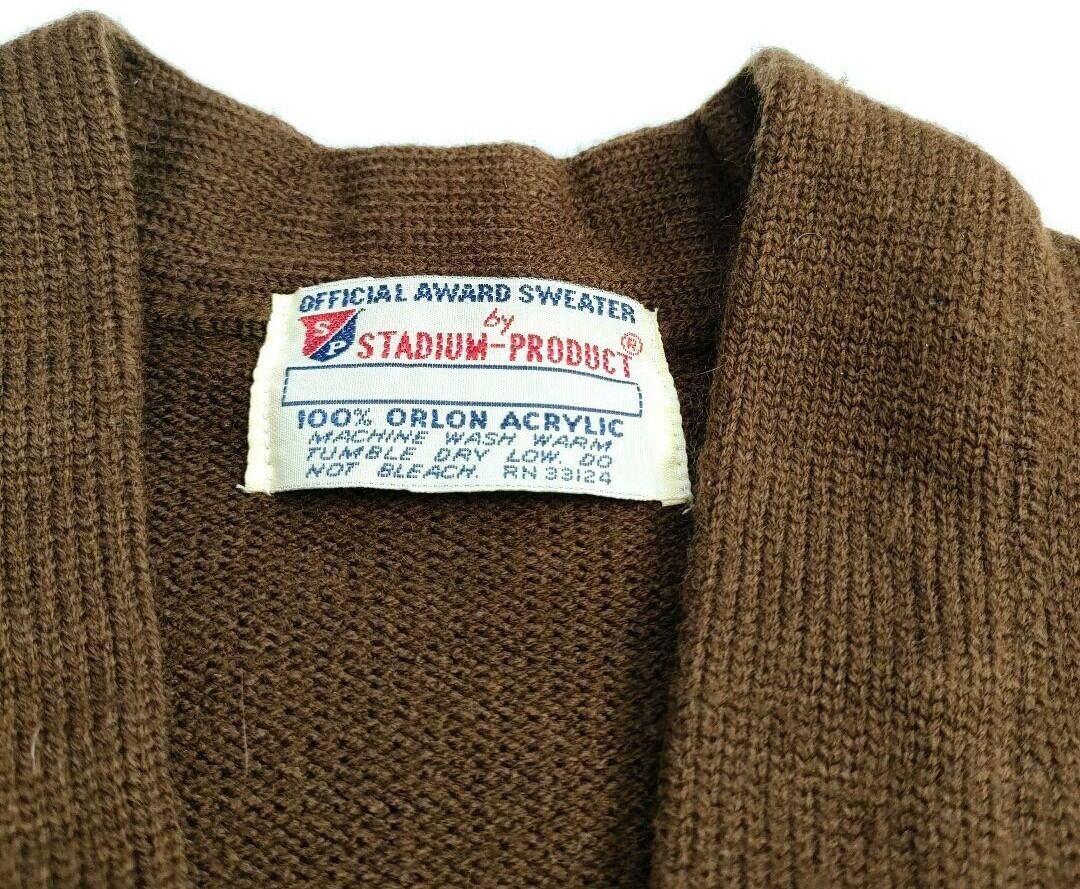 OFFICIAL AWARD SWEATER
by
SP
STADIUM-PRODUCT®
100% ORLON ACRYLIC
MACHINE WASH WARM
TUMBLE DRY LOW. DO
NOT BLEACH. RN 33124